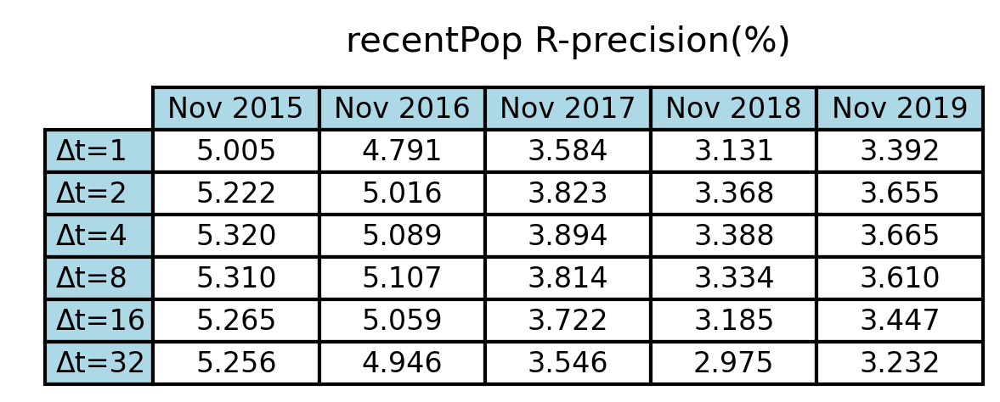 recentPop R-precision(%)
Nov 2015 Nov 2016 Nov 2017 Nov 2018 Nov 2019
Δt=1 5.005 4.791 3.584 3.131 3.392
Δt=2 5.222 5.016 3.823 3.368 3.655
Δt=4 5.320 5.089 3.894 3.388 3.665
Δt=8 5.310 5.107 3.814 3.334 3.610
Δt=16 5.265 5.059 3.722 3.185 3.447
Δt=32 5.256 4.946 3.546 2.975 3.232